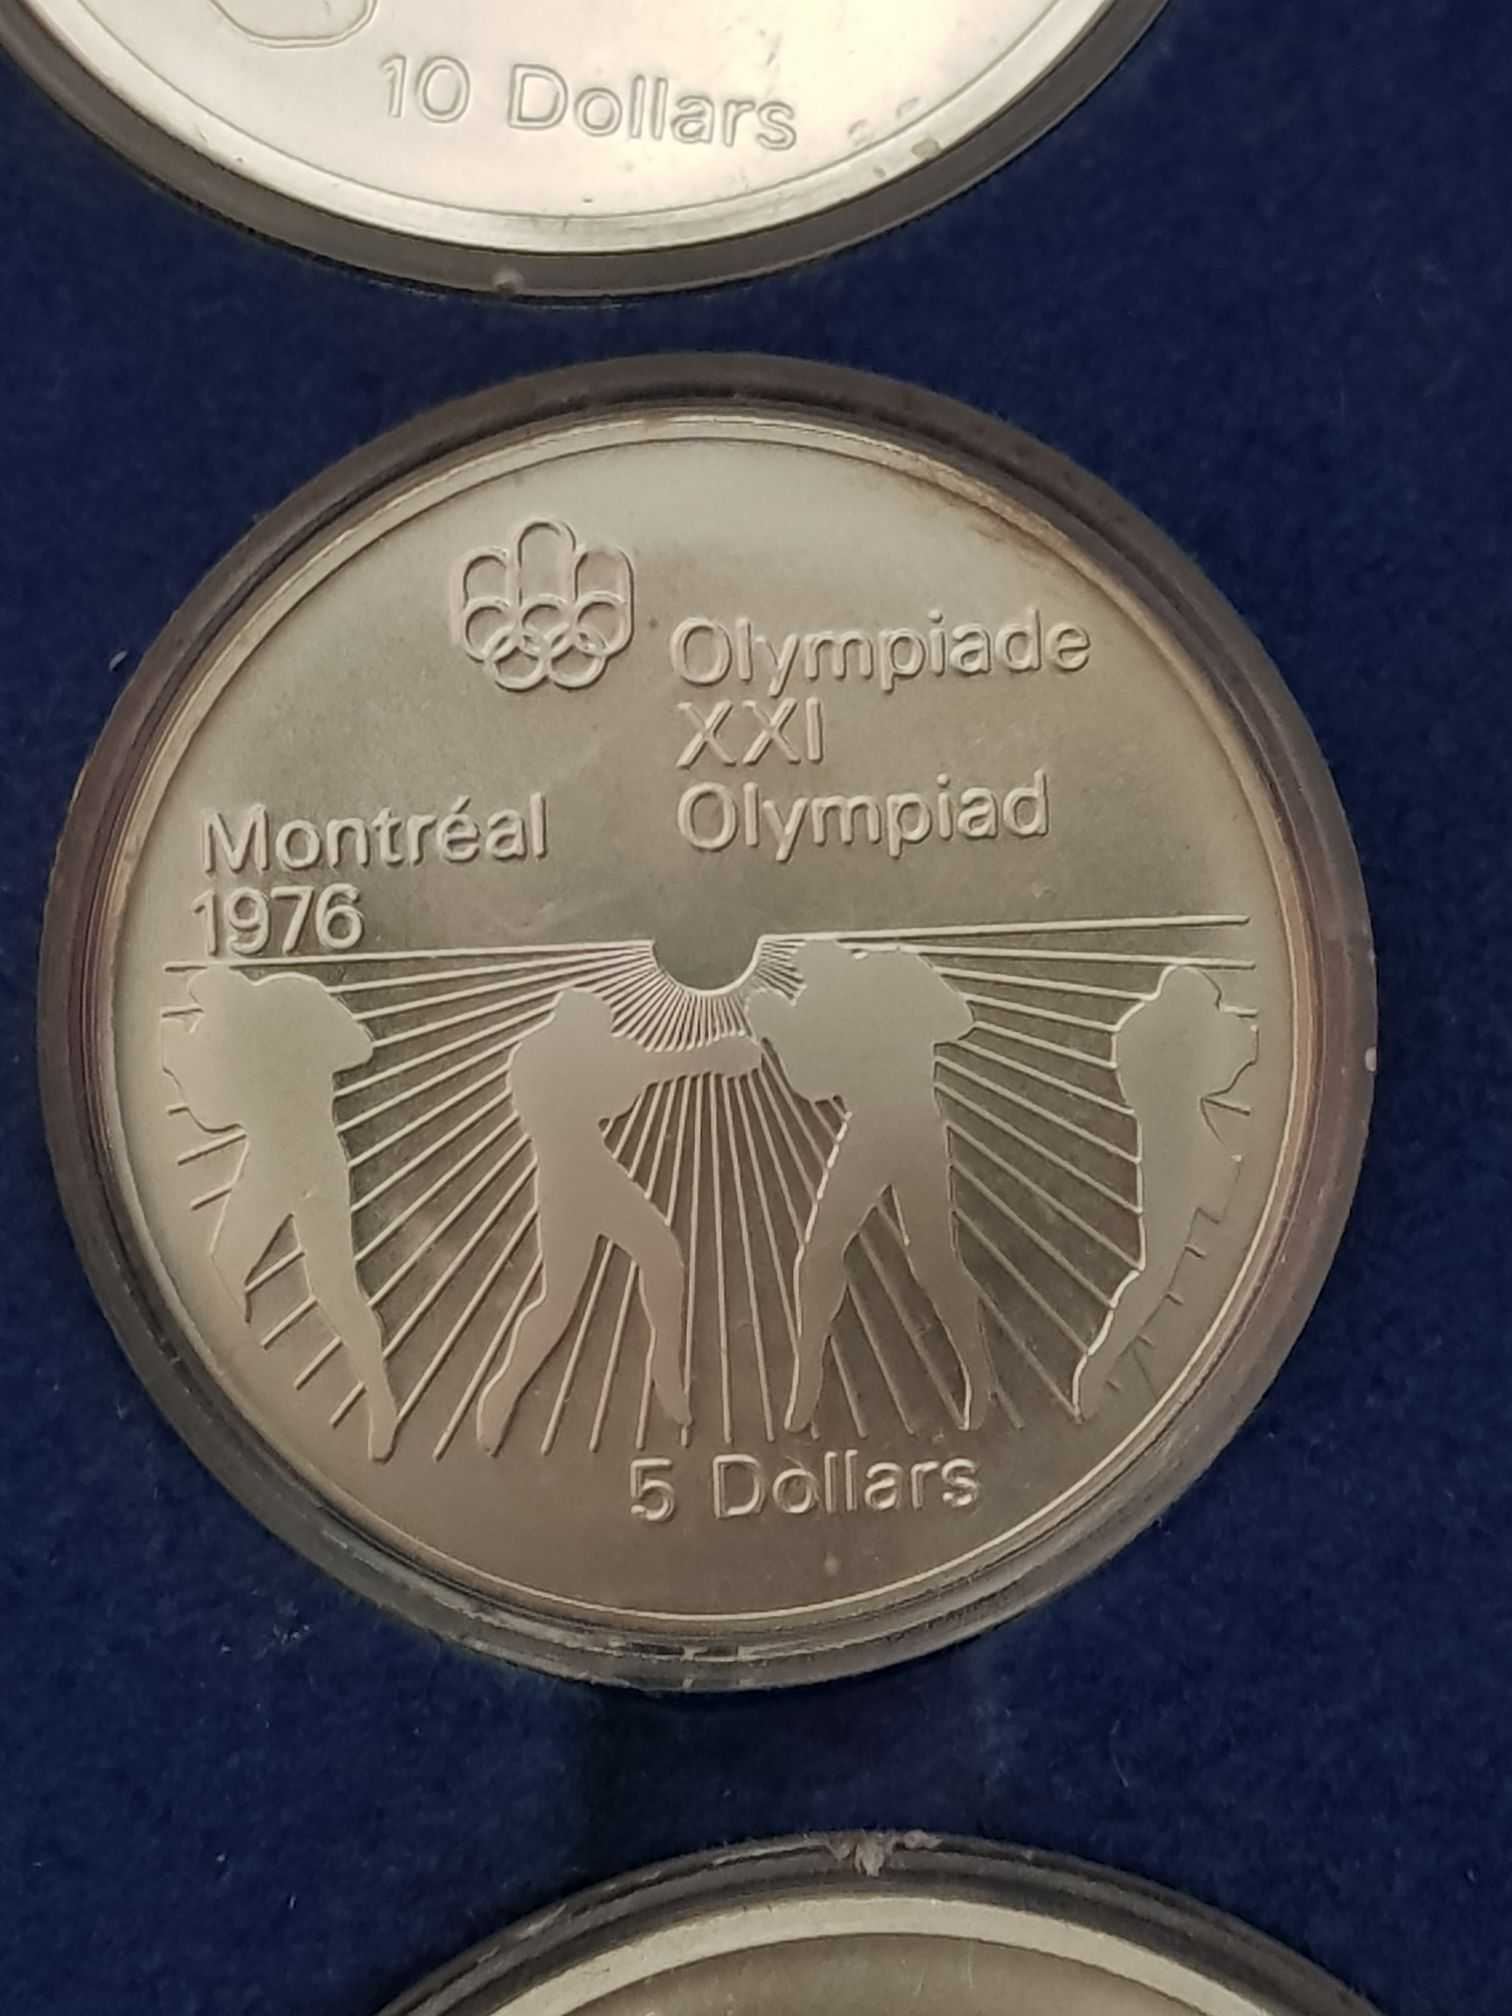 10 Dollars
Olympiade
XXI
Olympiad
Montréal
1976
5 Dollars